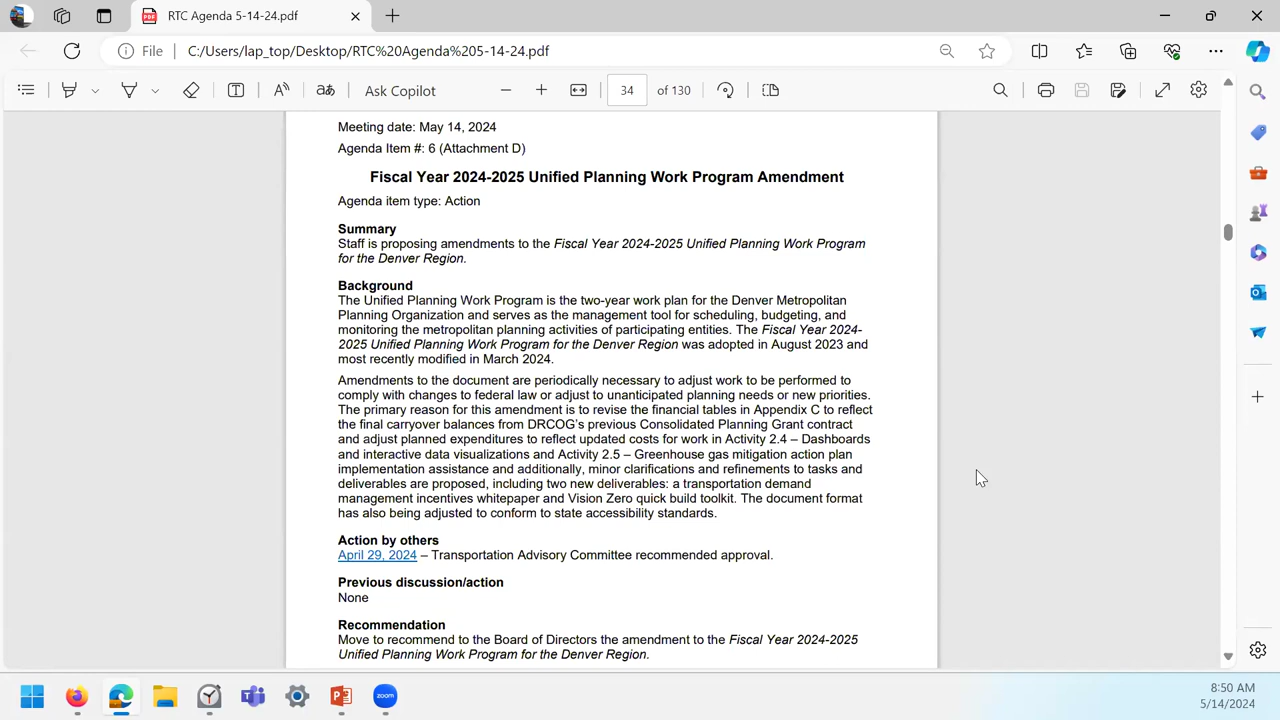 RTC Agenda 5-14-24.pdf
File
C:/Users/lap_top/Desktop/RTC%20Agenda%205-14-24.pdf
Ask Copilot
34 of 130
Meeting date: May 14, 2024
Agenda Item #: 6 (Attachment D)
Fiscal Year 2024-2025 Unified Planning Work Program Amendment
Agenda item type: Action
Summary
Staff is proposing amendments to the Fiscal Year 2024-2025 Unified Planning Work Program
for the Denver Region.
Background
The Unified Planning Work Program is the two-year work plan for the Denver Metropolitan
Planning Organization and serves as the management tool for scheduling, budgeting, and
monitoring the metropolitan planning activities of participating entities. The Fiscal Year 2024-
2025 Unified Planning Work Program for the Denver Region was adopted in August 2023 and
most recently modified in March 2024.
Amendments to the document are periodically necessary to adjust work to be performed to
comply with changes to federal law or adjust to unanticipated planning needs or new priorities.
The primary reason for this amendment is to revise the financial tables in Appendix C to reflect
the final carryover balances from DRCOG's previous Consolidated Planning Grant contract
and adjust planned expenditures to reflect updated costs for work in Activity 2.4 – Dashboards
and interactive data visualizations and Activity 2.5 – Greenhouse gas mitigation action plan
implementation assistance and additionally, minor clarifications and refinements to tasks and
deliverables are proposed, including two new deliverables: a transportation demand
management incentives whitepaper and Vision Zero quick build toolkit. The document format
has also being adjusted to conform to state accessibility standards.
Action by others
April 29, 2024 – Transportation Advisory Committee recommended approval.
Previous discussion/action
None
Recommendation
Move to recommend to the Board of Directors the amendment to the Fiscal Year 2024-2025
Unified Planning Work Program for the Denver Region.
zoom
8:50 AM
5/14/2024